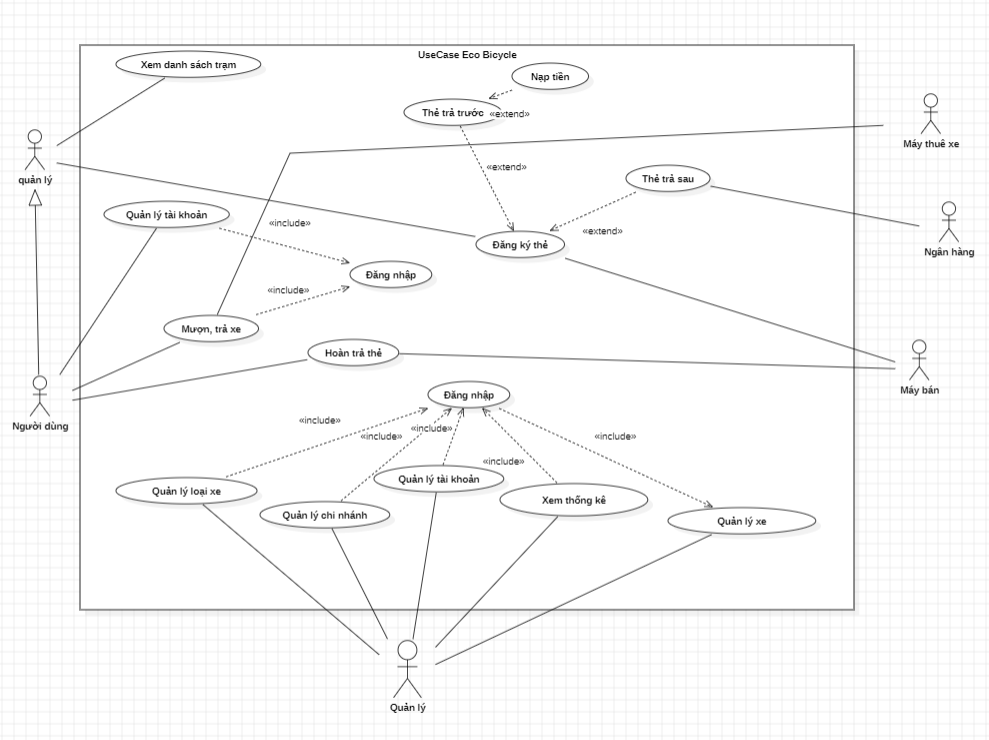 UseCase Eco Bicycle
Xem danh sách trạm
Nạp tiền
Thẻ trả trước
«extend»
Máy thuê xe
quản lý
«extend»
Thẻ trả sau
Quản lý tài khoản
«include»
«extend»
Đăng ký thẻ
Ngân hàng
Đăng nhập
«include»
Mượn, trả xe
Hoàn trả thẻ
Máy bán
Đăng nhập
Người dùng
«include»
«include»
«include»
«include»
«include»
Quản lý tài khoản
Quản lý loại xe
Xem thống kê
Quản lý chi nhánh
Quản lý xe
Quản lý